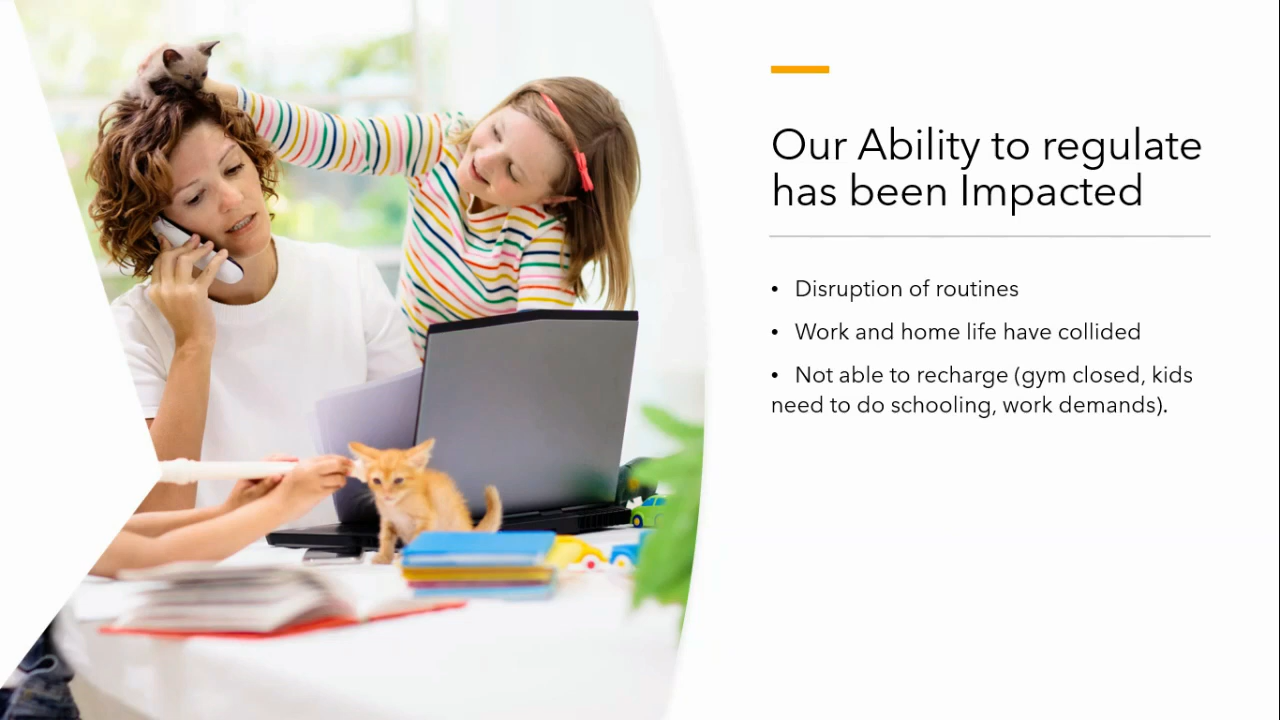 Our Ability to regulate
has been Impacted
• Disruption of routines
• Work and home life have collided
• Not able to recharge (gym closed, kids
need to do schooling, work demands).